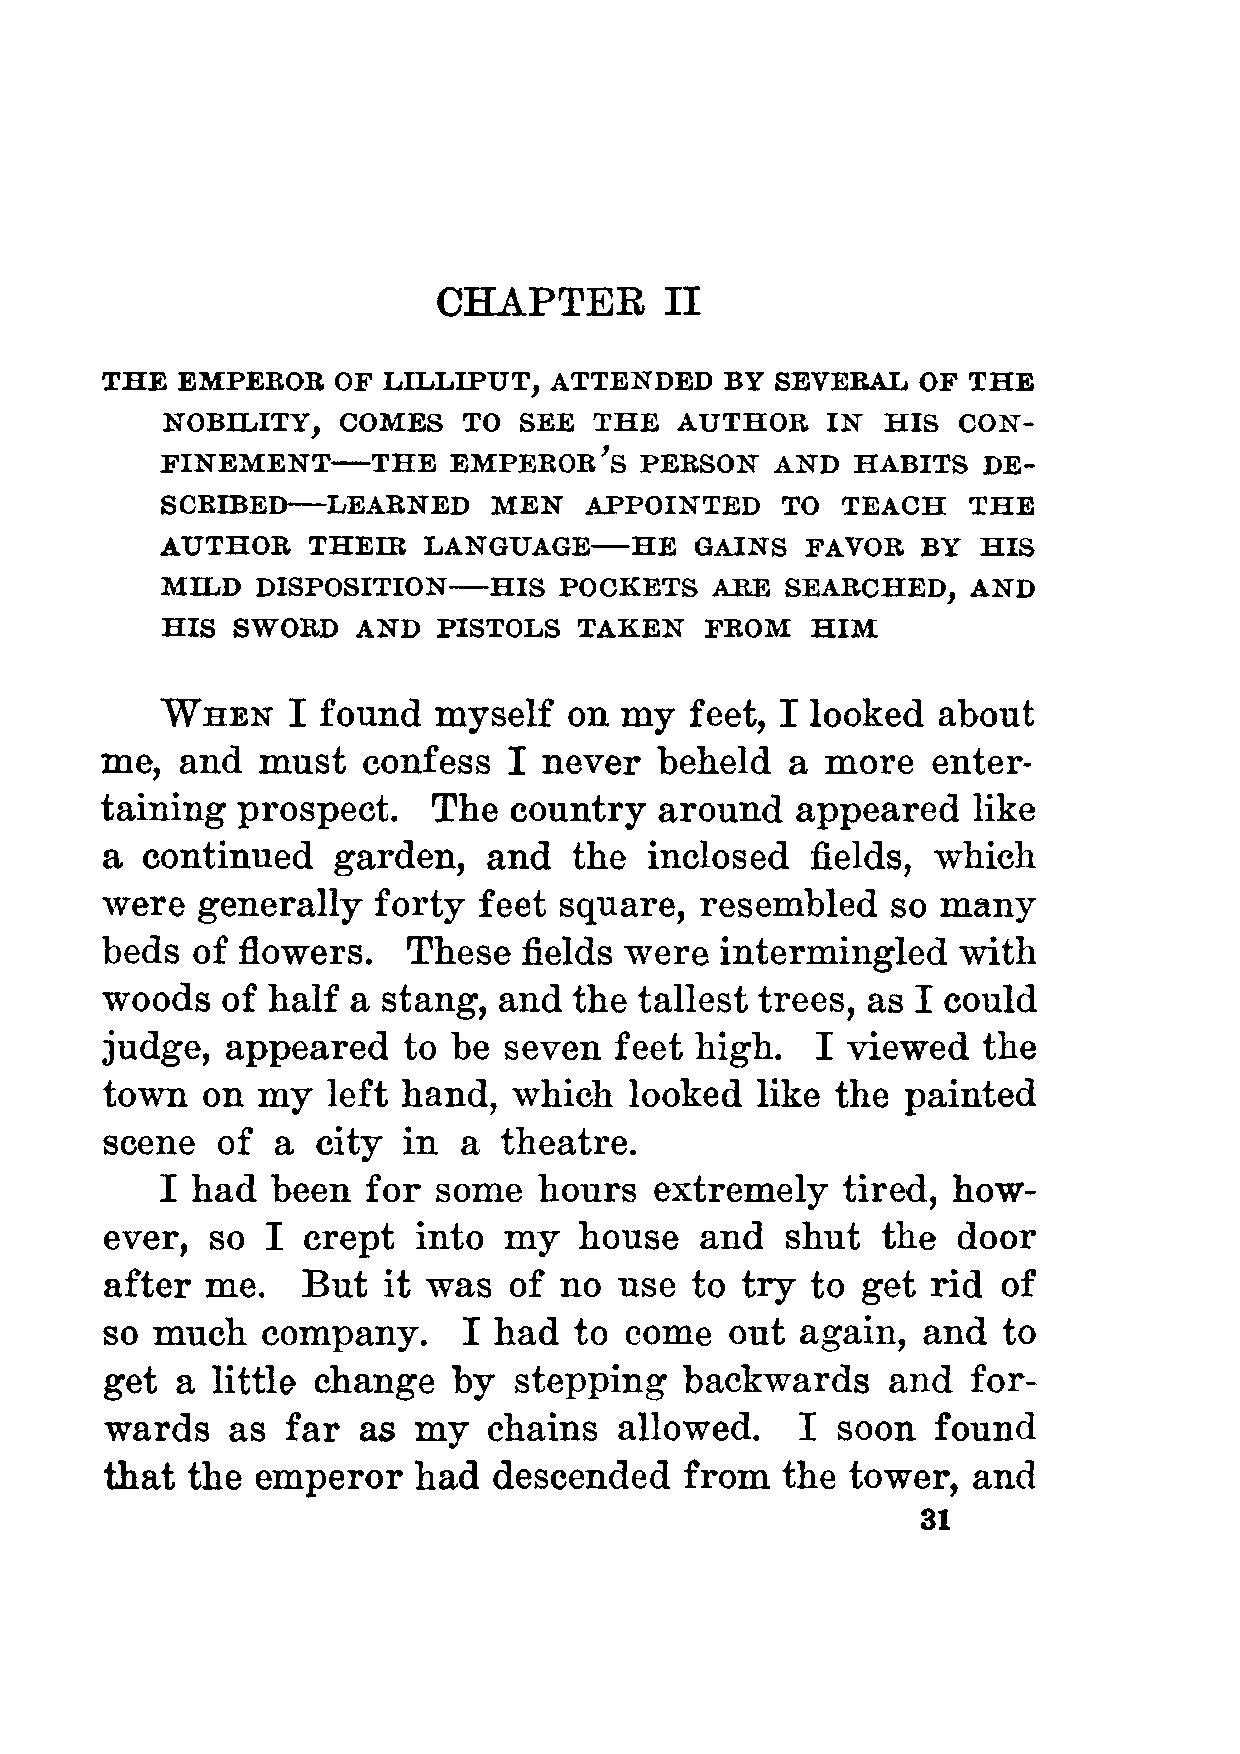 CHAPTER II
THE EMPEROR OF LILLIPUT, ATTENDED BY SEVERAL OF THE
NOBILITY, COMES TO SEE THE AUTHOR IN HIS CON-
FINEMENT—THE EMPEROR'S PERSON AND HABITS DE-
SCRIBED—LEARNED MEN APPOINTED TO TEACH THE
AUTHOR THEIR LANGUAGE—HE GAINS FAVOR BY HIS
MILD DISPOSITION—HIS POCKETS ARE SEARCHED, AND
HIS SWORD AND PISTOLS TAKEN FROM HIM
WHEN I found myself on my feet, I looked about
me, and must confess I never beheld a more enter-
taining prospect. The country around appeared like
a continued garden, and the inclosed fields, which
were generally forty feet square, resembled so many
beds of flowers. These fields were intermingled with
woods of half a stang, and the tallest trees, as I could
judge, appeared to be seven feet high. I viewed the
town on my left hand, which looked like the painted
scene of a city in a theatre.
I had been for some hours extremely tired, how-
ever, so I crept into my house and shut the door
after me. But it was of no use to try to get rid of
so much company. I had to come out again, and to
get a little change by stepping backwards and for-
wards as far as my chains allowed. I soon found
that the emperor had descended from the tower, and
31